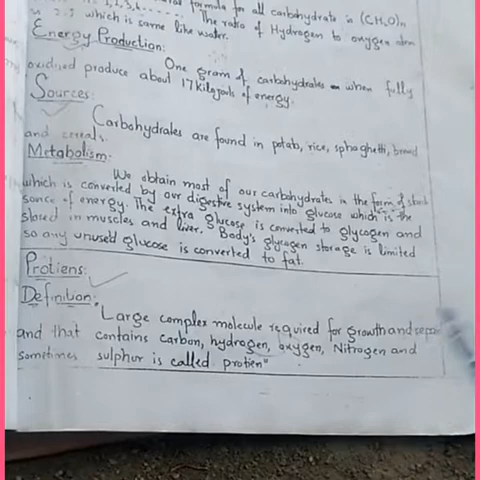 formula for all carbohydrate is (CH₂O)n
which is same like water. The ratio of Hydrogen to oxygen atom
Energy Production:
One gram of carbohydrates when fully
oxidised produce about 17 kilojouls of energy.
Sources:
Carbohydrates are found in potato, rice, sphaghetti, bread
and cereals.
Metabolism:
We obtain most of our carbohydrates in the form of starch
which is converted by our digestive system into glucose which is the
source of energy. The extra glucose is converted to glycogen and
stored in muscles and liver. Body's glycogen storage is limited
so any unused glucose is converted to fat.
Protiens:
Definition:
"Large complex molecule required for growth and repair
and that contains carbon, hydrogen, oxygen, Nitrogen and
sometimes sulphur is called protien"